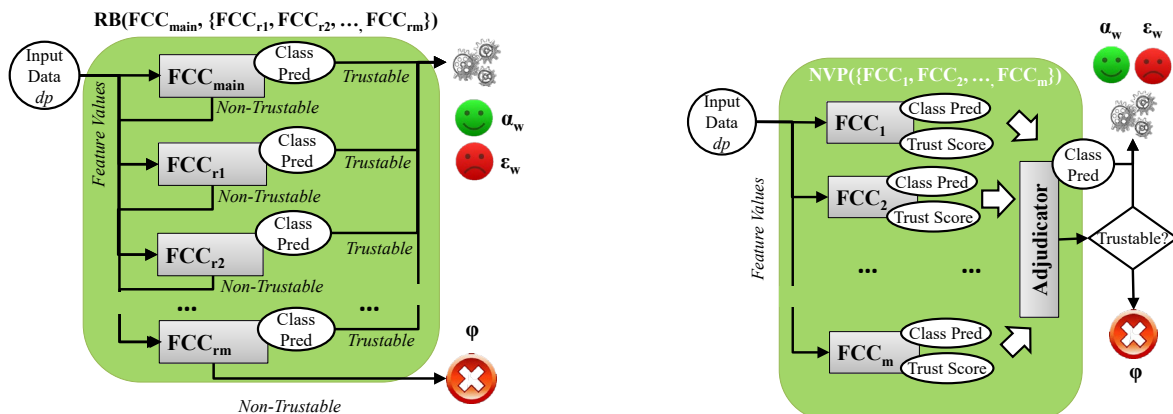 RB(FCCmain, {FCCr1, FCCr2, …, FCCrm})
Input
Data
dp
Feature Values
FCCmain
Class
Pred
Trustable
Non-Trustable
αw
εw
FCCr1
Class
Pred
Trustable
Non-Trustable
FCCr2
Class
Pred
Trustable
Non-Trustable
...
...
FCCrm
Class
Pred
Trustable
φ
Non-Trustable
αw εw
NVP({FCC1, FCC2, …, FCCm})
Input
Data
dp
Feature Values
FCC1
Class Pred
Trust Score
FCC2
Class Pred
Trust Score
...
...
FCCm
Class Pred
Trust Score
Adjudicator
Class
Pred
Trustable?
φ